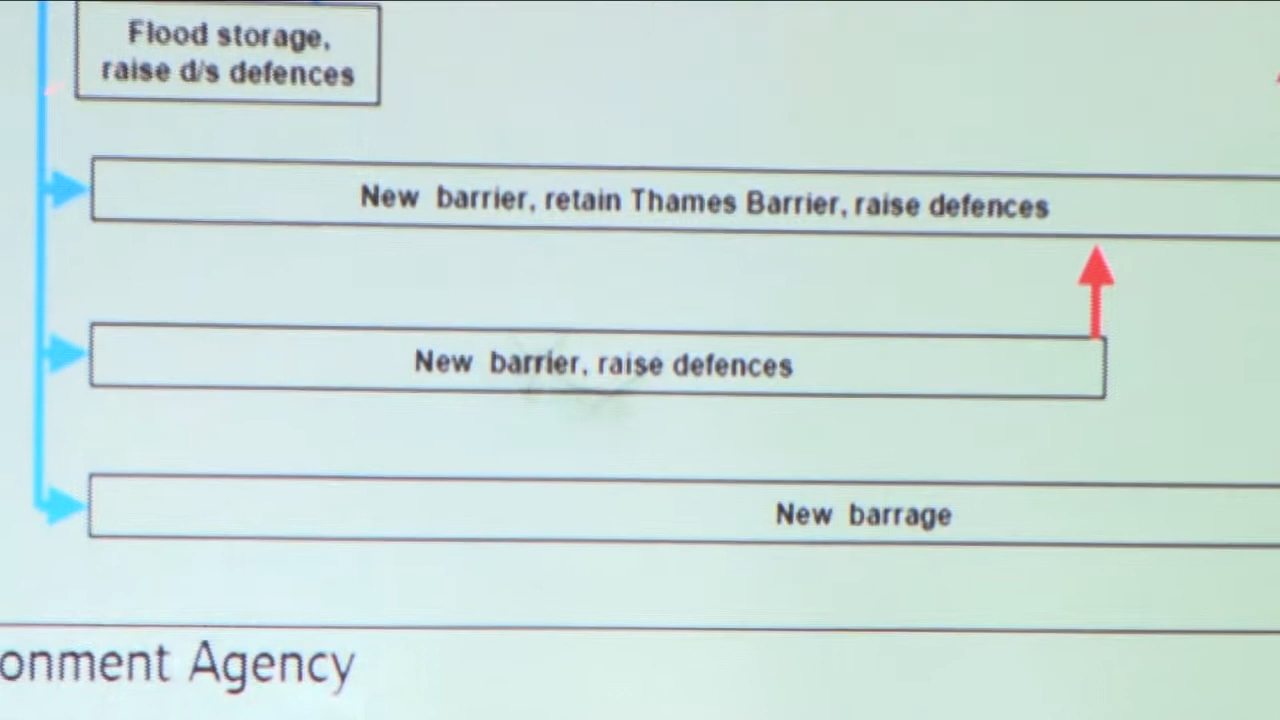 Flood storage,
raise d/s defences
New barrier, retain Thames Barrier, raise defences
New barrier, raise defences
New barrage
onment Agency